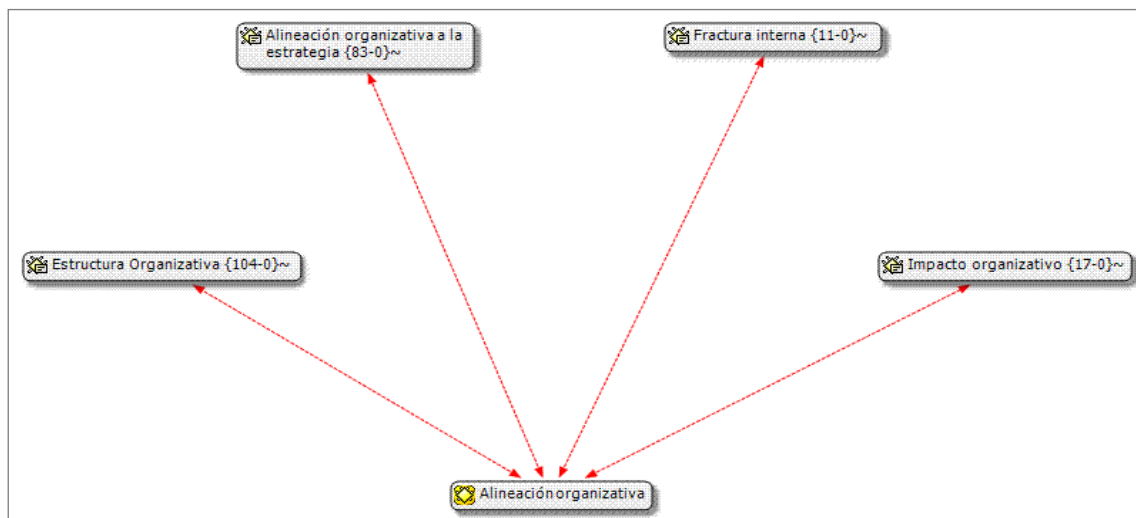 Alineación organizativa a la
estrategia {83-0}~
Fractura interna {11-0}~
Estructura Organizativa {104-0}~
Impacto organizativo {17-0}~
Alineación organizativa